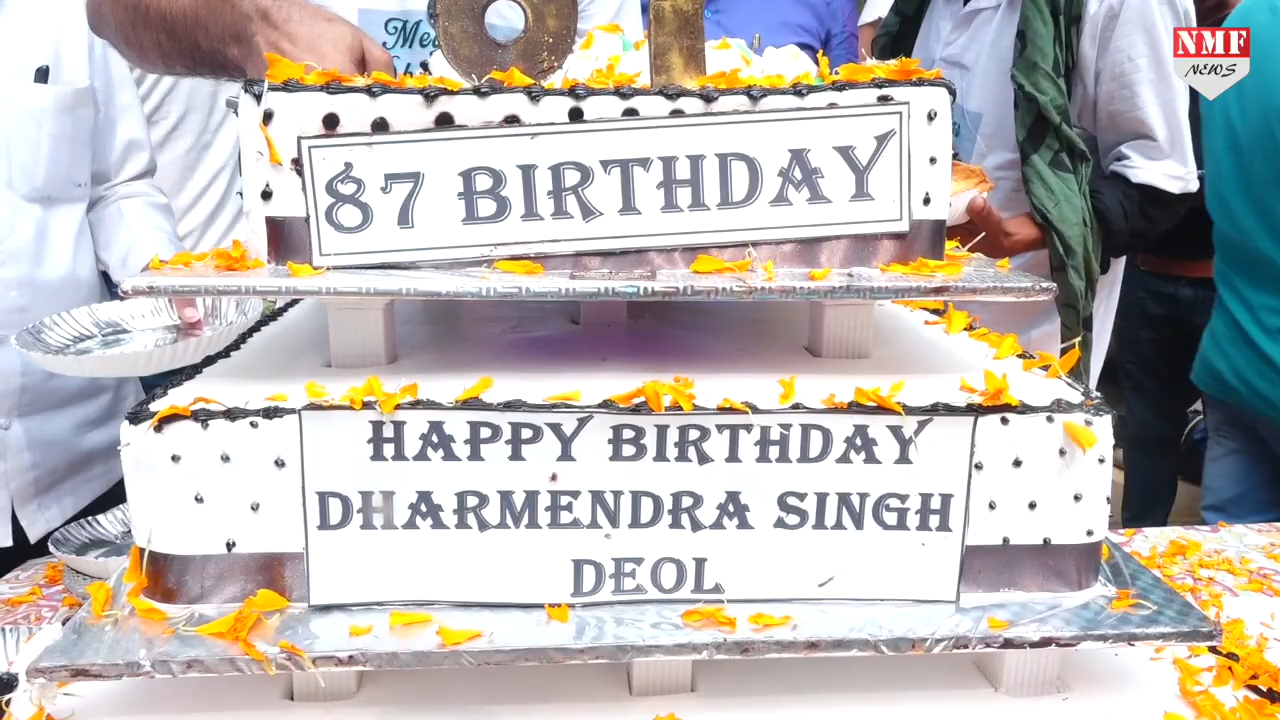 NMF
NEWS
87 BIRTHDAY
HAPPY BIRTHDAY
DHARMENDRA SINGH
DEOL